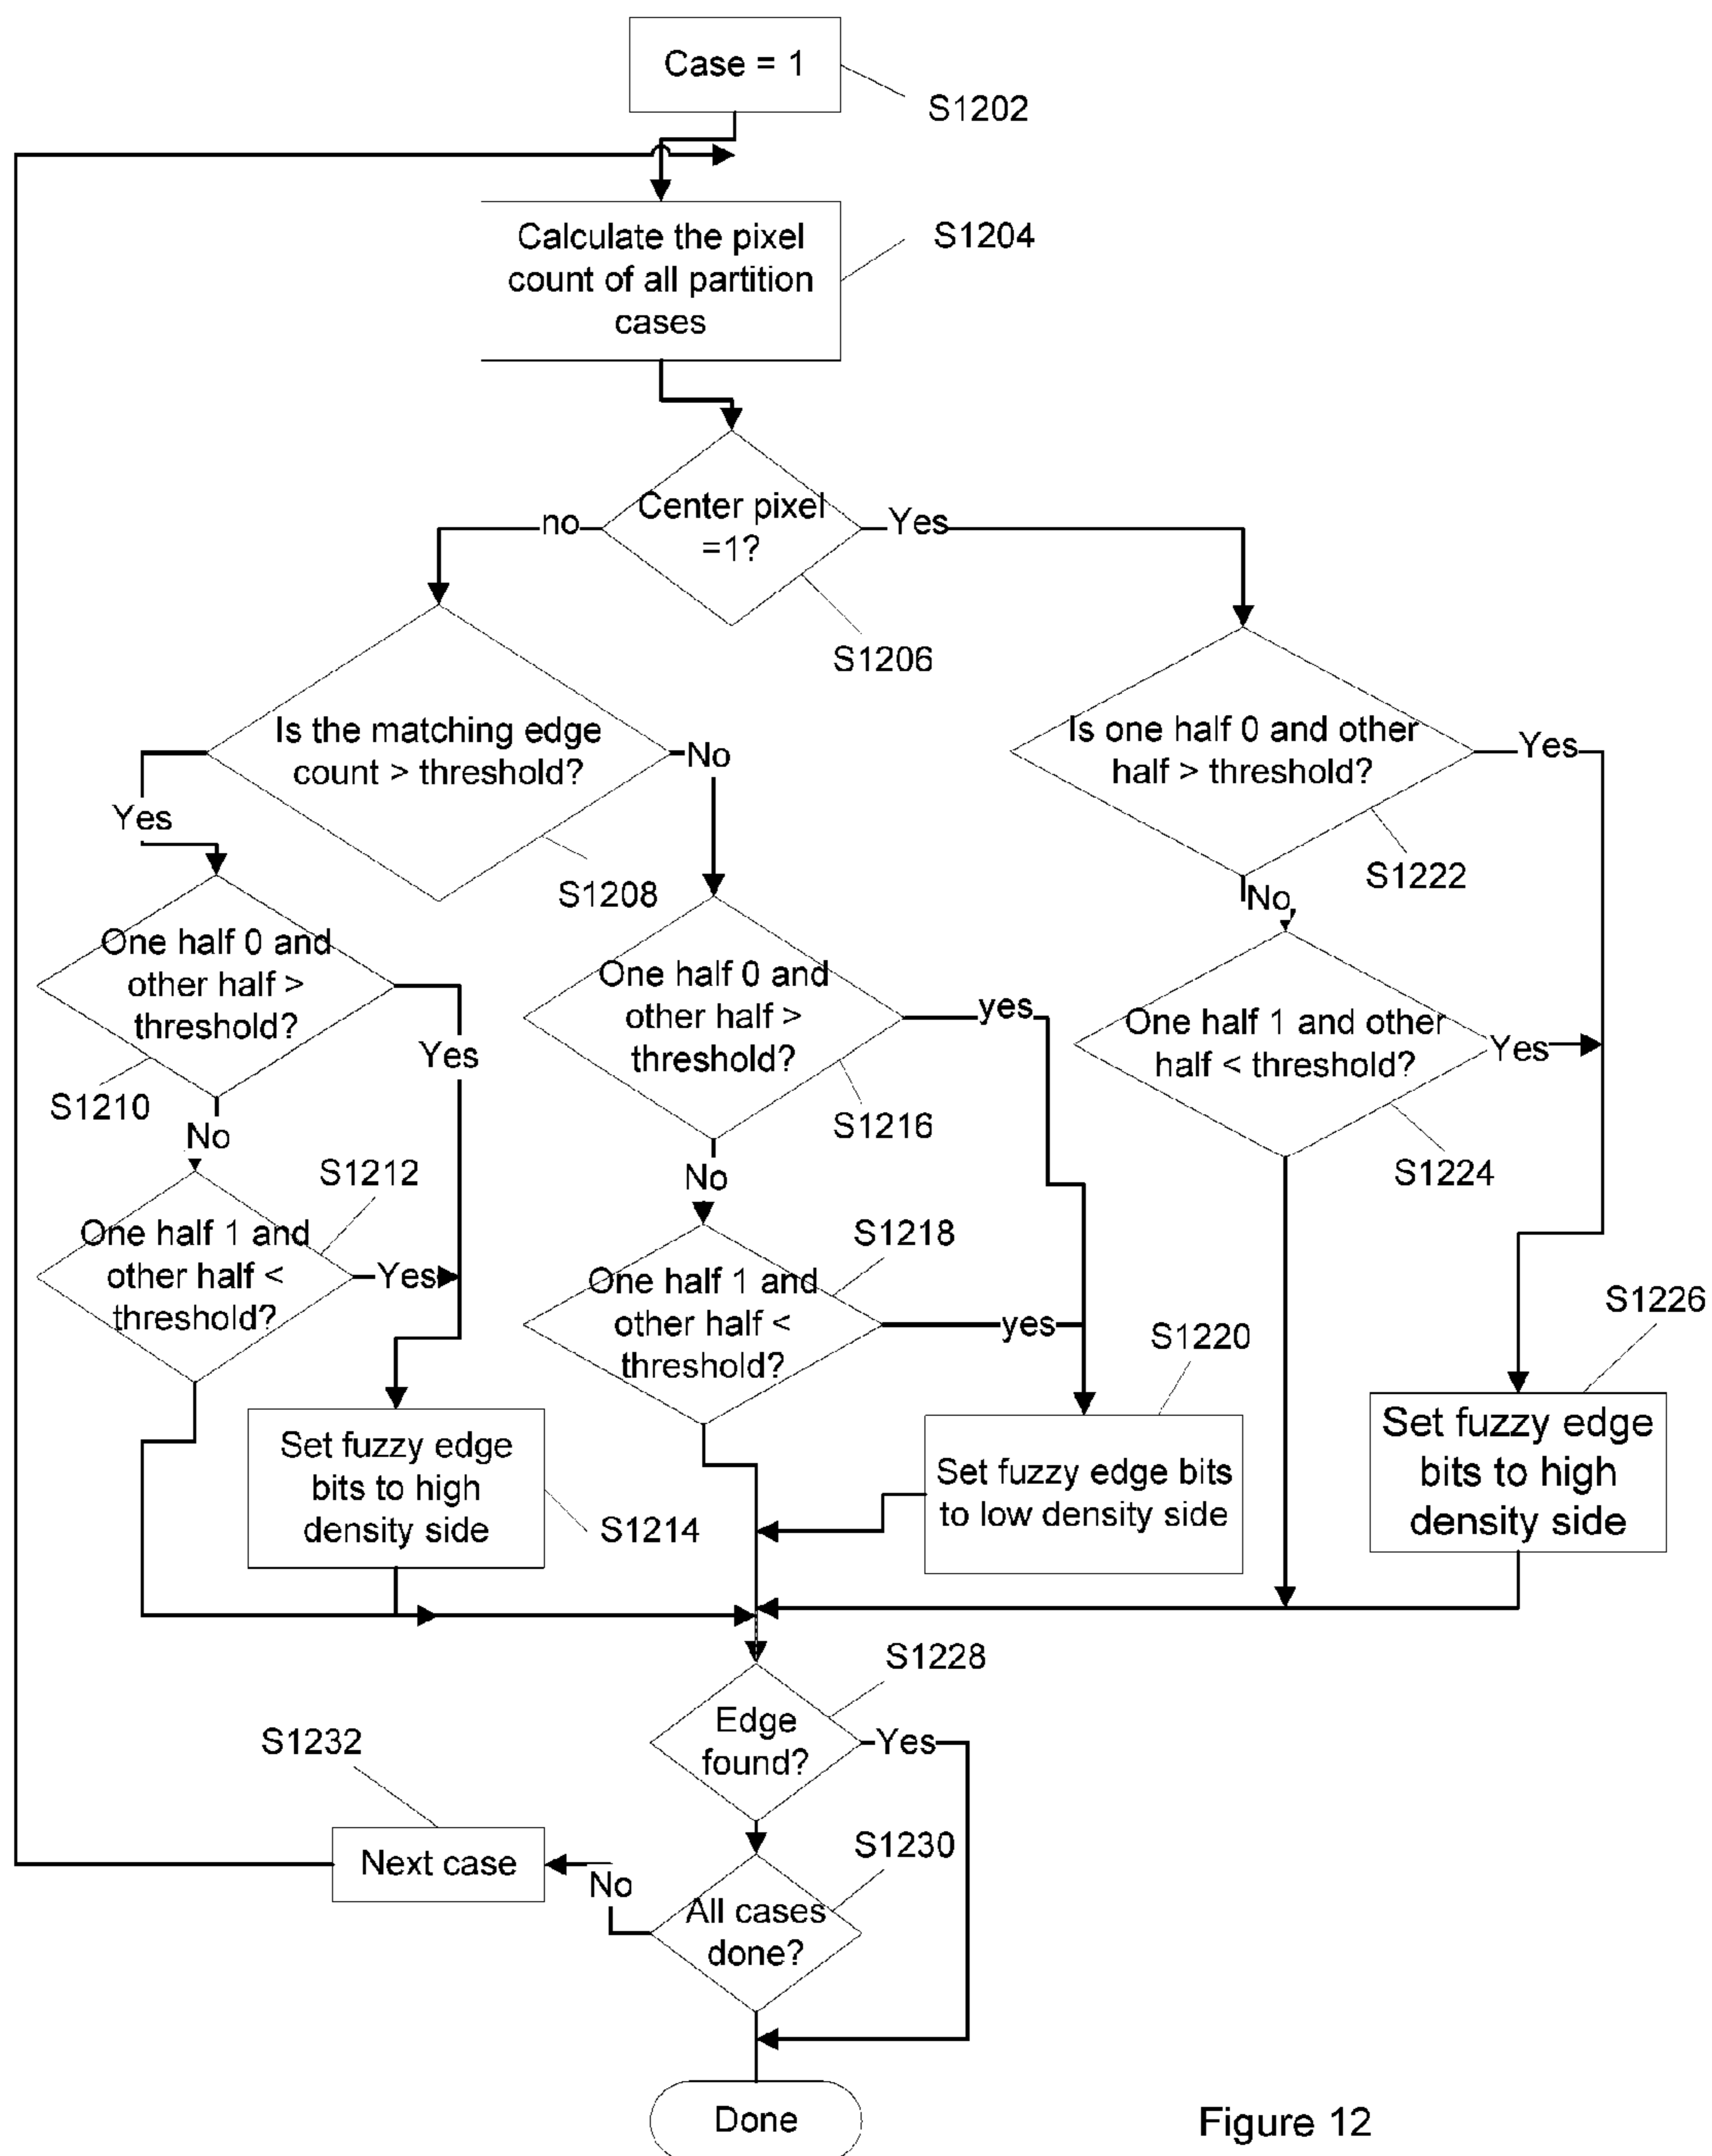 Case = 1
S1202
Calculate the pixel
count of all partition
cases
S1204
Center pixel
=1?
no
Yes
S1206
Is the matching edge
count > threshold?
No
Yes
S1208
Is one half 0 and other
half > threshold?
Yes
S1222
No
One half 0 and
other half >
threshold?
Yes
S1210
No
One half 0 and
other half >
threshold?
yes
S1216
No
One half 1 and other
half < threshold?
Yes
S1224
S1212
One half 1 and
other half <
threshold?
Yes
S1218
One half 1 and
other half <
threshold?
yes
S1220
S1226
Set fuzzy edge
bits to high
density side
S1214
Set fuzzy edge bits
to low density side
Set fuzzy edge
bits to high
density side
S1228
Edge
found?
Yes
S1232
Next case
No
S1230
All cases
done?
Done
Figure 12